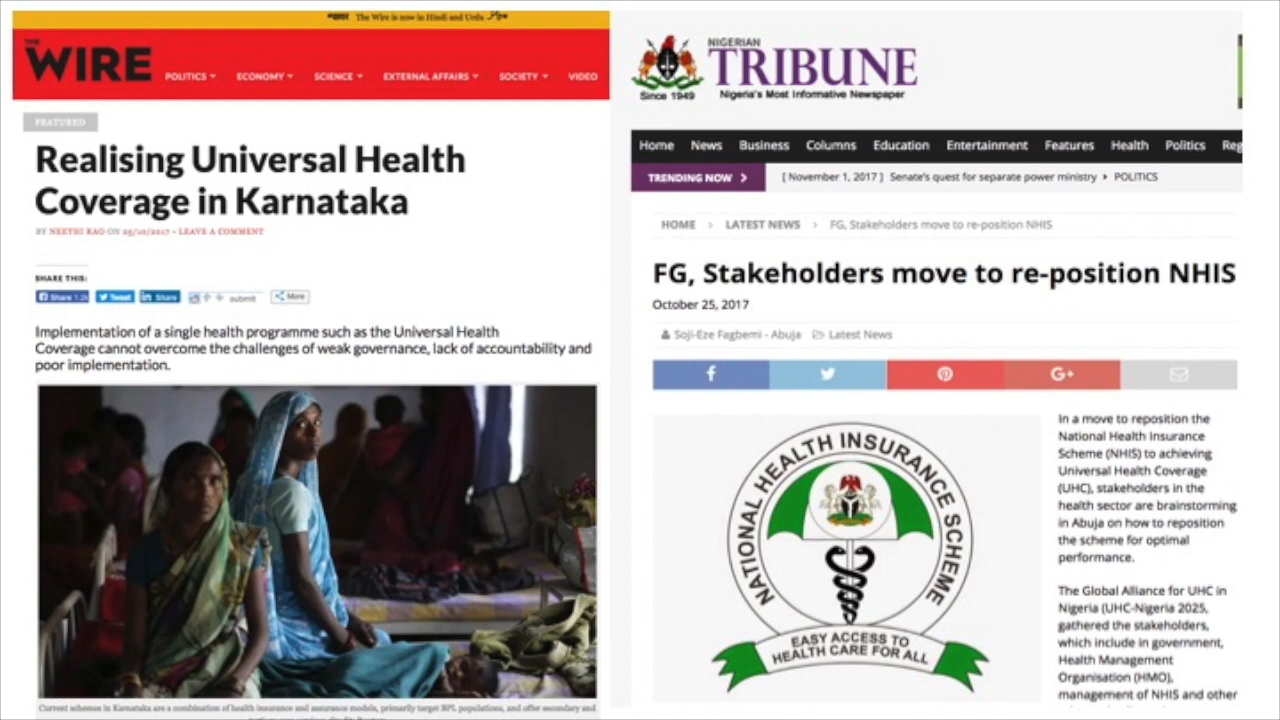 The Wire is now in Hindi and Urdu
THE
WIRE
POLITICS
ECONOMY
SCIENCE
EXTERNAL AFFAIRS
SOCIETY
VIDEO
FEATURED
Realising Universal Health
Coverage in Karnataka
BY NEETHI RAO ON 25/10/2017 • LEAVE A COMMENT
SHARE THIS:
Share 1.2k
Tweet
Share
submit
More
Implementation of a single health programme such as the Universal Health
Coverage cannot overcome the challenges of weak governance, lack of accountability and
poor implementation.
Current schemes in Karnataka are a combination of health insurance and assurance models, primarily target BPL populations, and offer secondary and
NIGERIAN
TRIBUNE
Since 1949
Nigeria's Most Informative Newspaper
Home News Business Columns Education Entertainment Features Health Politics Reg
TRENDING NOW
[ November 1, 2017 ] Senate's quest for separate power ministry
POLITICS
HOME > LATEST NEWS > FG, Stakeholders move to re-position NHIS
FG, Stakeholders move to re-position NHIS
October 25, 2017
Soji-Eze Fagbemi - Abuja
Latest News
f
G+
NATIONAL HEALTH INSURANCE SCHEME
EASY ACCESS TO
HEALTH CARE FOR ALL
In a move to reposition the
National Health Insurance
Scheme (NHIS) to achieving
Universal Health Coverage
(UHC), stakeholders in the
health sector are brainstorming
in Abuja on how to reposition
the scheme for optimal
performance.
The Global Alliance for UHC in
Nigeria (UHC-Nigeria 2025,
gathered the stakeholders,
which include in government,
Health Management
Organisation (HMO),
management of NHIS and other